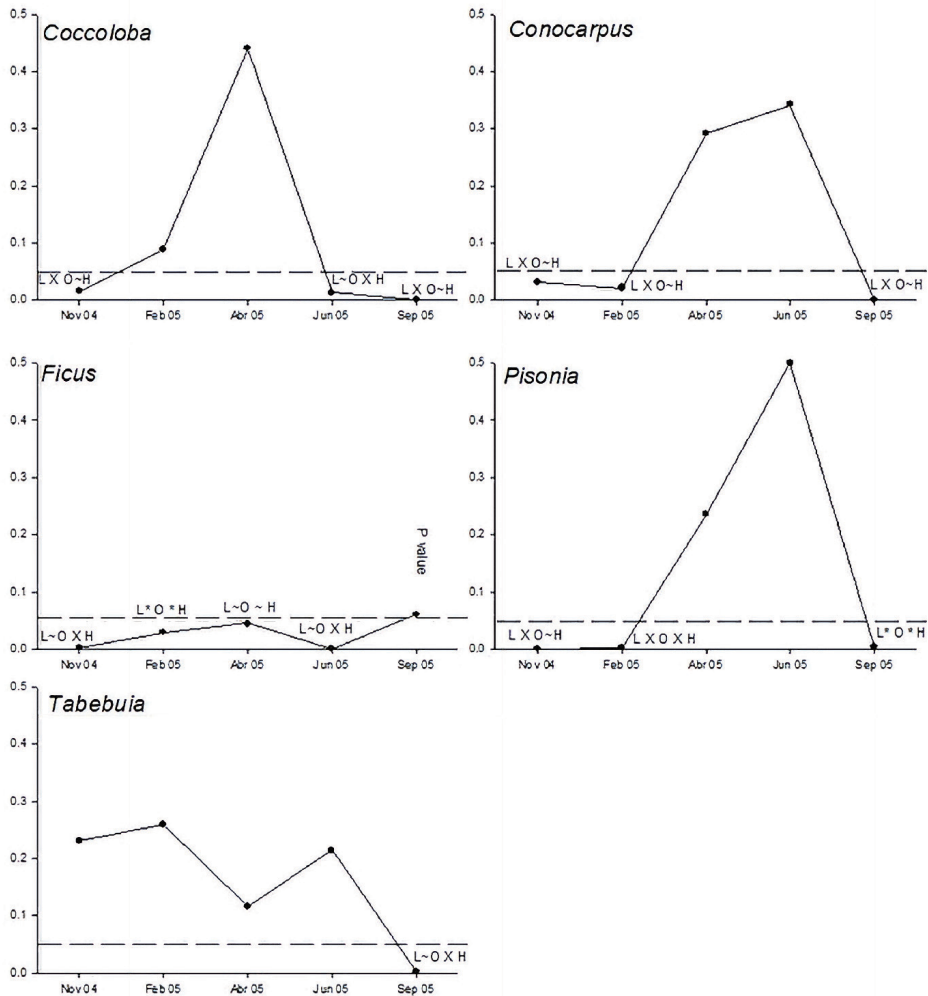 Coccoloba
0.5
0.4
0.3
0.2
0.1
0.0
L X O~H
L~O X H
L X O~H
Nov 04 Feb 05 Abr 05 Jun 05 Sep 05
Conocarpus
0.5
0.4
0.3
0.2
0.1
0.0
L X O~H
L X O~H
L X O~H
Nov 04 Feb 05 Abr 05 Jun 05 Sep 05
Ficus
0.5
0.4
0.3
0.2
0.1
0.0
P value
L~O X H
L* O *H
L~O ~ H
L~O X H
Nov 04 Feb 05 Abr 05 Jun 05 Sep 05
Pisonia
0.5
0.4
0.3
0.2
0.1
0.0
L X O~H
L X O X H
L* O *H
Nov 04 Feb 05 Abr 05 Jun 05 Sep 05
Tabebuia
0.5
0.4
0.3
0.2
0.1
0.0
L~O X H
Nov 04 Feb 05 Abr 05 Jun 05 Sep 05